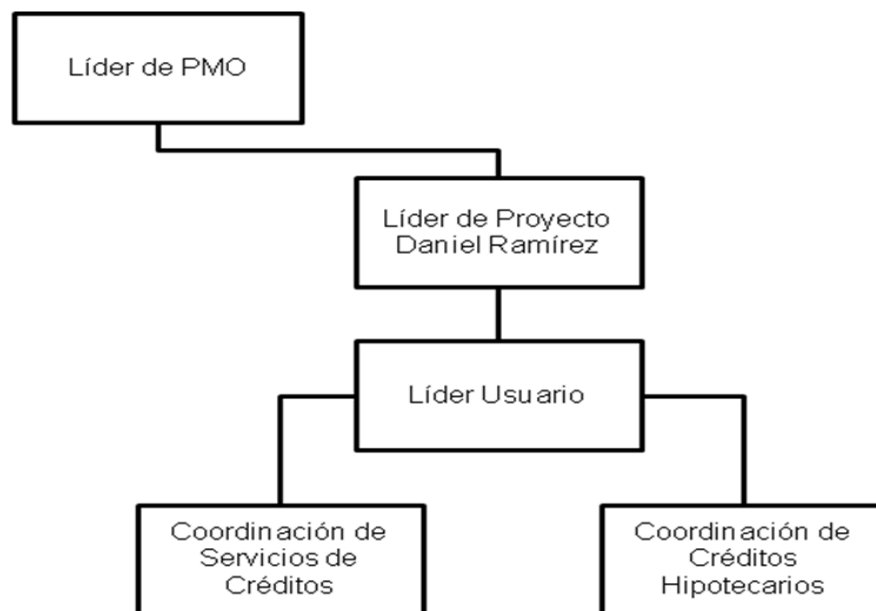 Líder de PMO
Líder de Proyecto
Daniel Ramírez
Líder Usuario
Coordinación de
Servicios de
Créditos
Coordinación de
Créditos
Hipotecarios